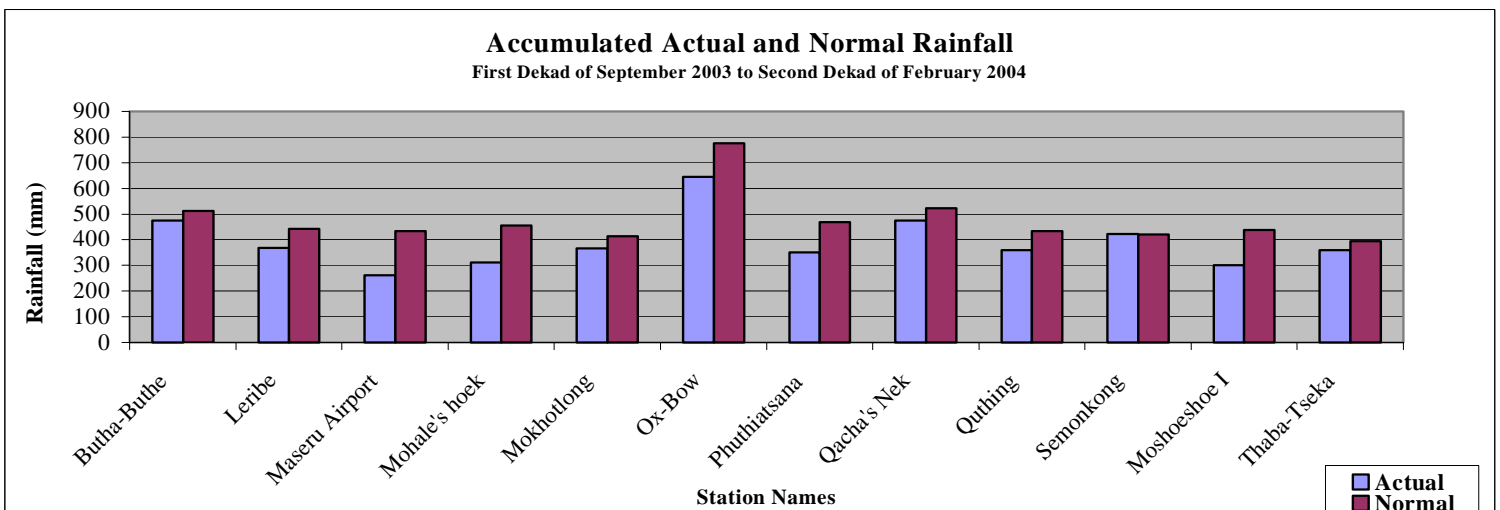 Accumulated Actual and Normal Rainfall
First Dekad of September 2003 to Second Dekad of February 2004
900
800
700
600
500
400
300
200
100
0
Rainfall (mm)
Butha-Buthe
Leribe
Maseru Airport
Mohale's hoek
Mokhotlong
Ox-Bow
Phuthiatsana
Qacha's Nek
Quthing
Semonkong
Moshoeshoe I
Thaba-Tseka
Station Names
Actual
Normal